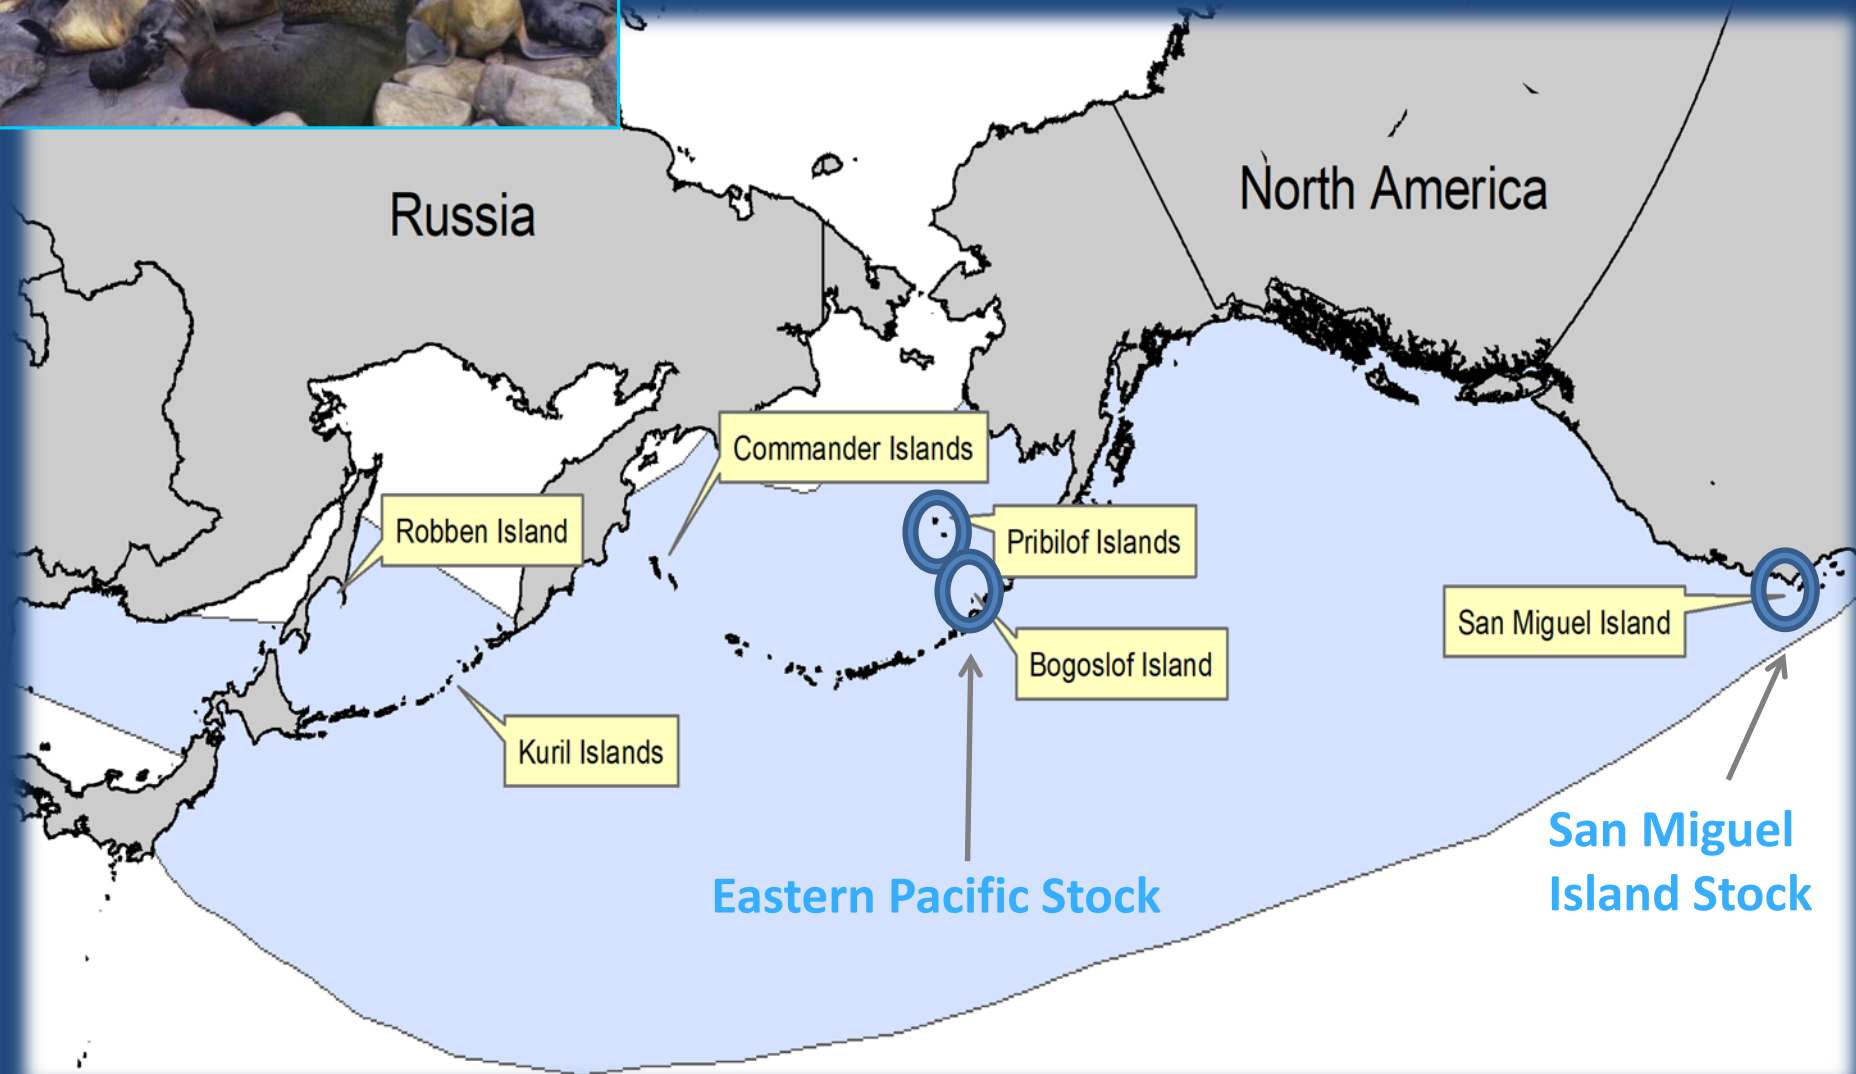 Russia
North America
Commander Islands
Robben Island
Pribilof Islands
San Miguel Island
Bogoslof Island
Kuril Islands
San Miguel
Island Stock
Eastern Pacific Stock